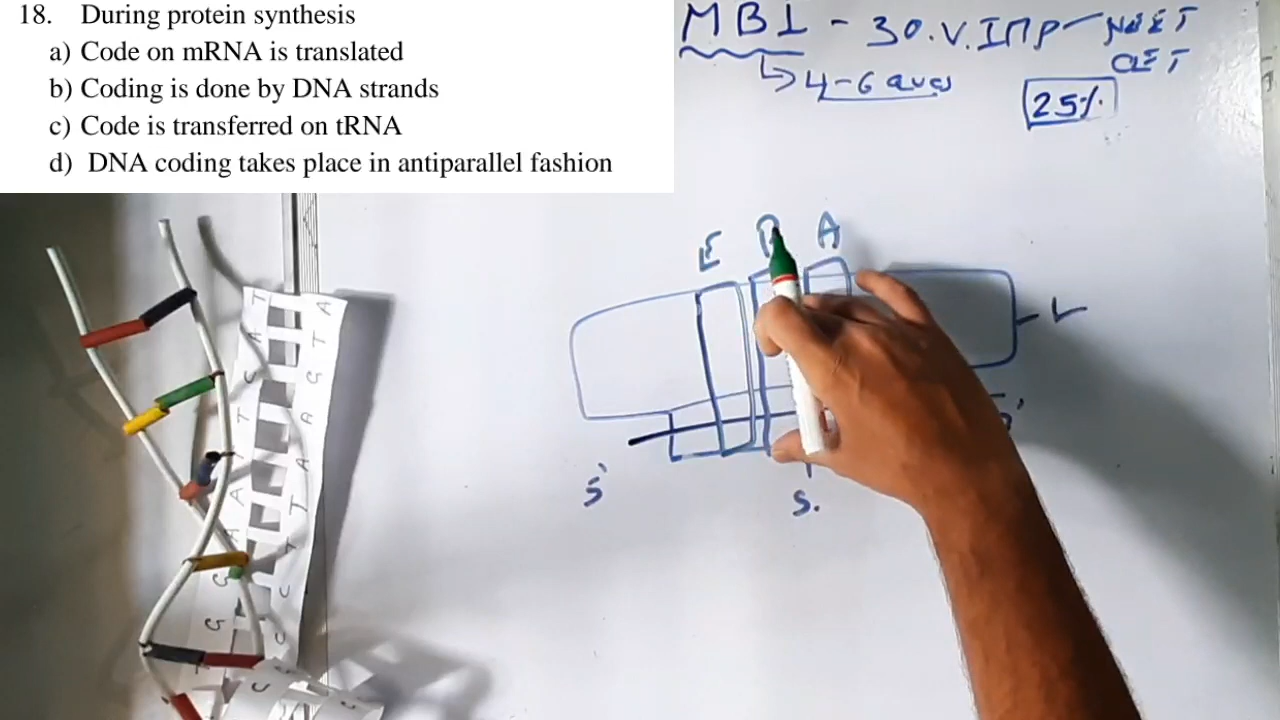 18. During protein synthesis
a) Code on mRNA is translated
b) Coding is done by DNA strands
c) Code is transferred on tRNA
d) DNA coding takes place in antiparallel fashion
MB1 - 30.V.Imp - NEET
CET
4-6 ques
25%
E P A
L
5'
S.